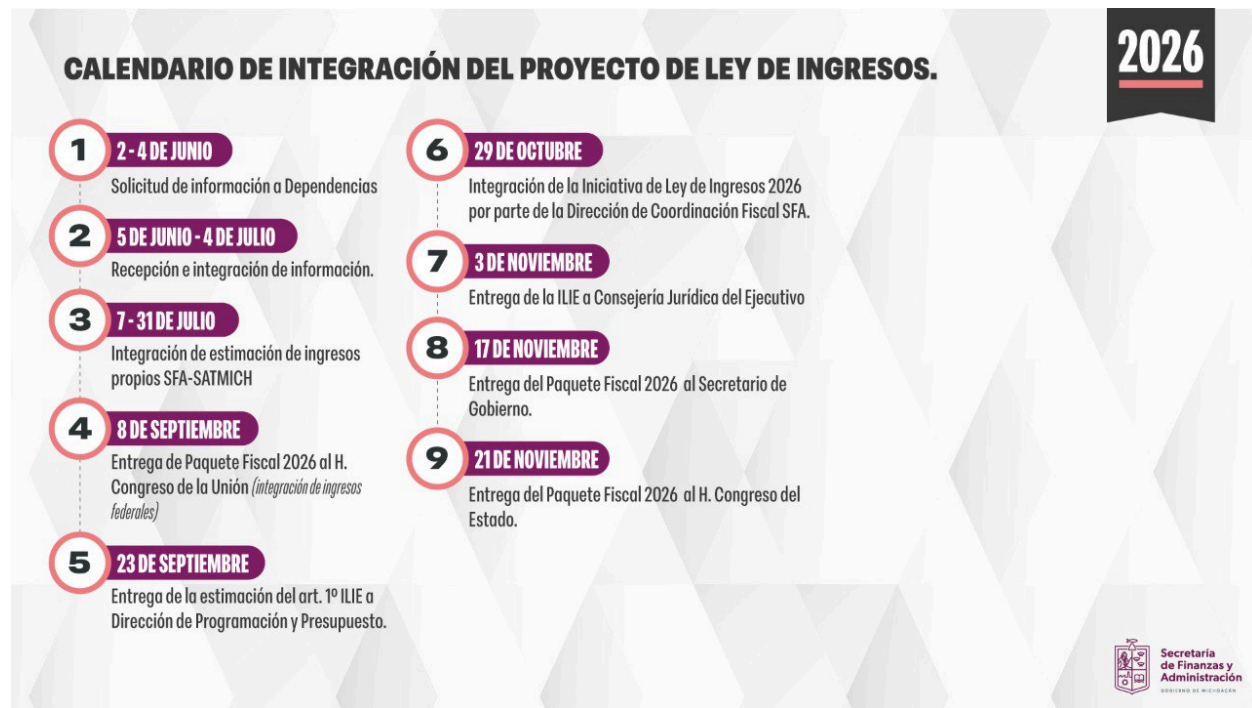 CALENDARIO DE INTEGRACIÓN DEL PROYECTO DE LEY DE INGRESOS.
2026
1
2 - 4 DE JUNIO
Solicitud de información a Dependencias
2
5 DE JUNIO - 4 DE JULIO
Recepción e integración de información.
3
7 - 31 DE JULIO
Integración de estimación de ingresos
propios SFA-SATMICH
4
8 DE SEPTIEMBRE
Entrega de Paquete Fiscal 2026 al H.
Congreso de la Unión (integración de ingresos
federales)
5
23 DE SEPTIEMBRE
Entrega de la estimación del art. 1º ILIE a
Dirección de Programación y Presupuesto.
6
29 DE OCTUBRE
Integración de la Iniciativa de Ley de Ingresos 2026
por parte de la Dirección de Coordinación Fiscal SFA.
7
3 DE NOVIEMBRE
Entrega de la ILIE a Consejería Jurídica del Ejecutivo
8
17 DE NOVIEMBRE
Entrega del Paquete Fiscal 2026 al Secretario de
Gobierno.
9
21 DE NOVIEMBRE
Entrega del Paquete Fiscal 2026 al H. Congreso del
Estado.
Secretaría
de Finanzas y
Administración
GOBIERNO DE MICHOACÁN